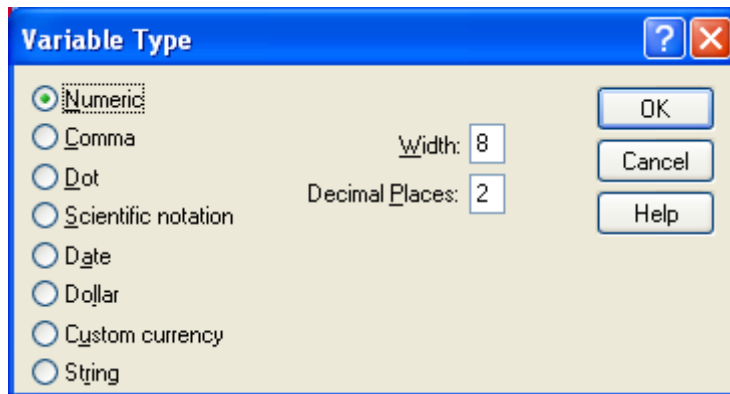 Variable Type
Numeric
Comma
Dot
Scientific notation
Date
Dollar
Custom currency
String
Width: 8
Decimal Places: 2
OK
Cancel
Help